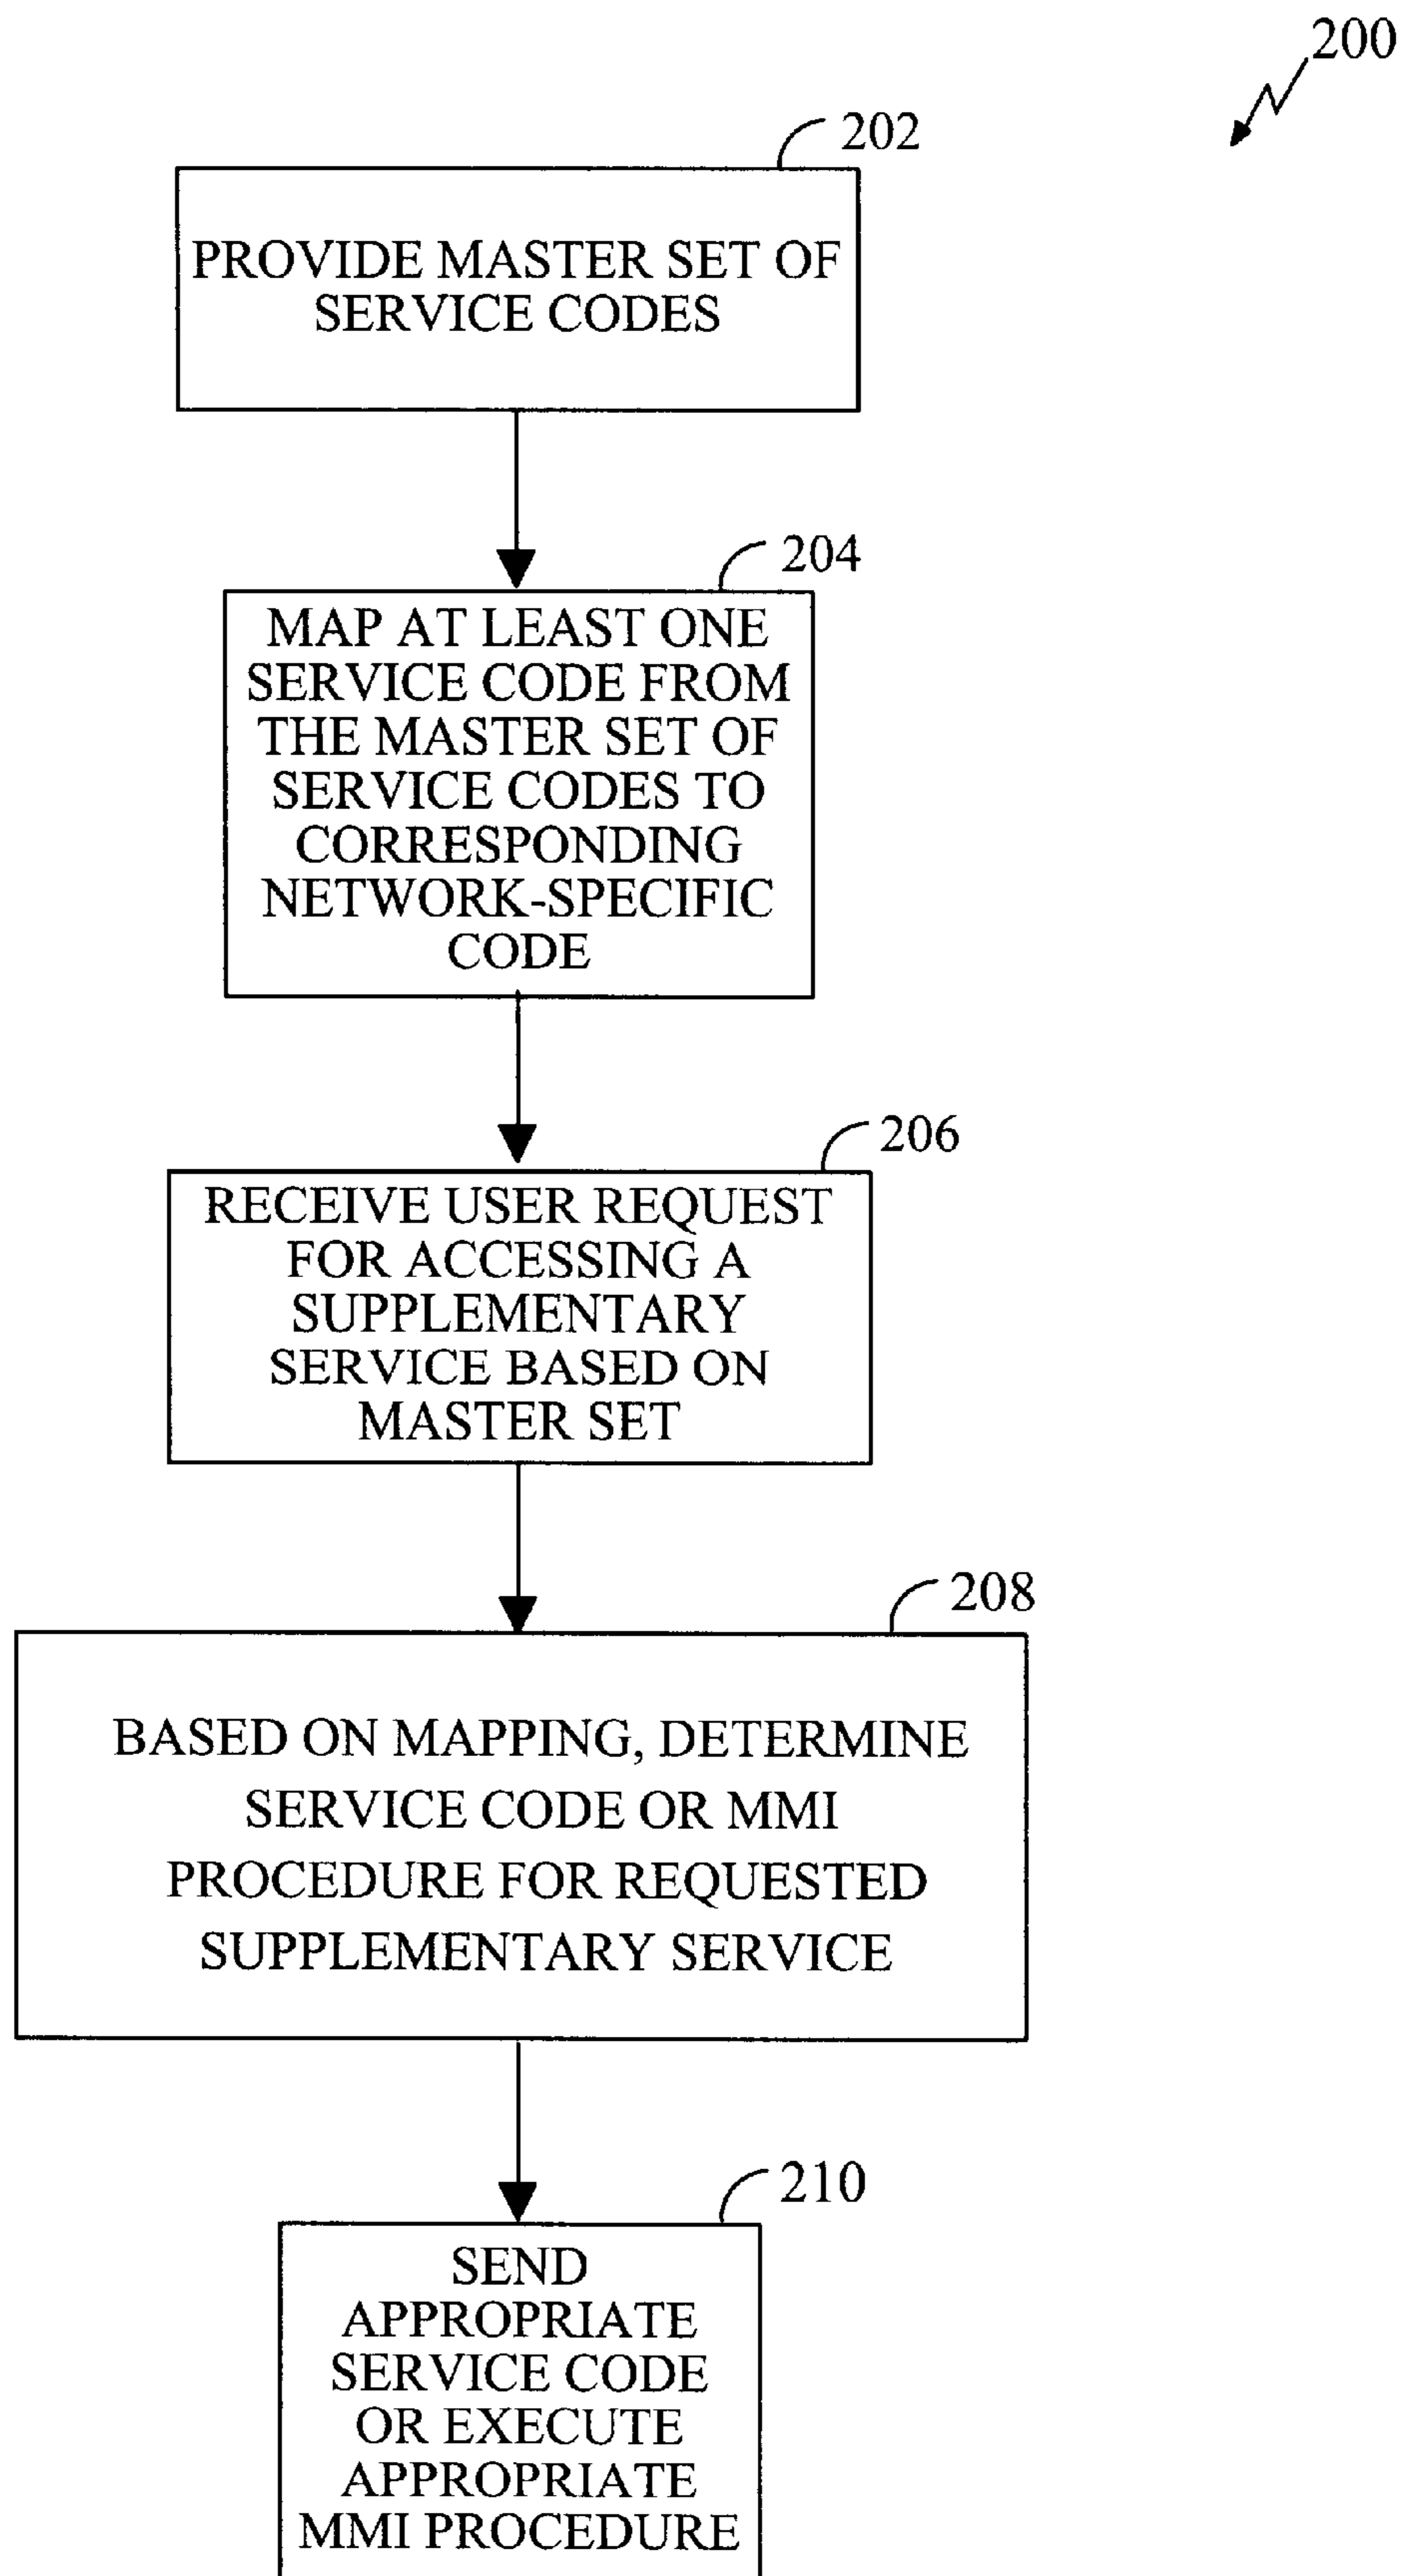 200
202
PROVIDE MASTER SET OF
SERVICE CODES
204
MAP AT LEAST ONE
SERVICE CODE FROM
THE MASTER SET OF
SERVICE CODES TO
CORRESPONDING
NETWORK-SPECIFIC
CODE
206
RECEIVE USER REQUEST
FOR ACCESSING A
SUPPLEMENTARY
SERVICE BASED ON
MASTER SET
208
BASED ON MAPPING, DETERMINE
SERVICE CODE OR MMI
PROCEDURE FOR REQUESTED
SUPPLEMENTARY SERVICE
210
SEND
APPROPRIATE
SERVICE CODE
OR EXECUTE
APPROPRIATE
MMI PROCEDURE